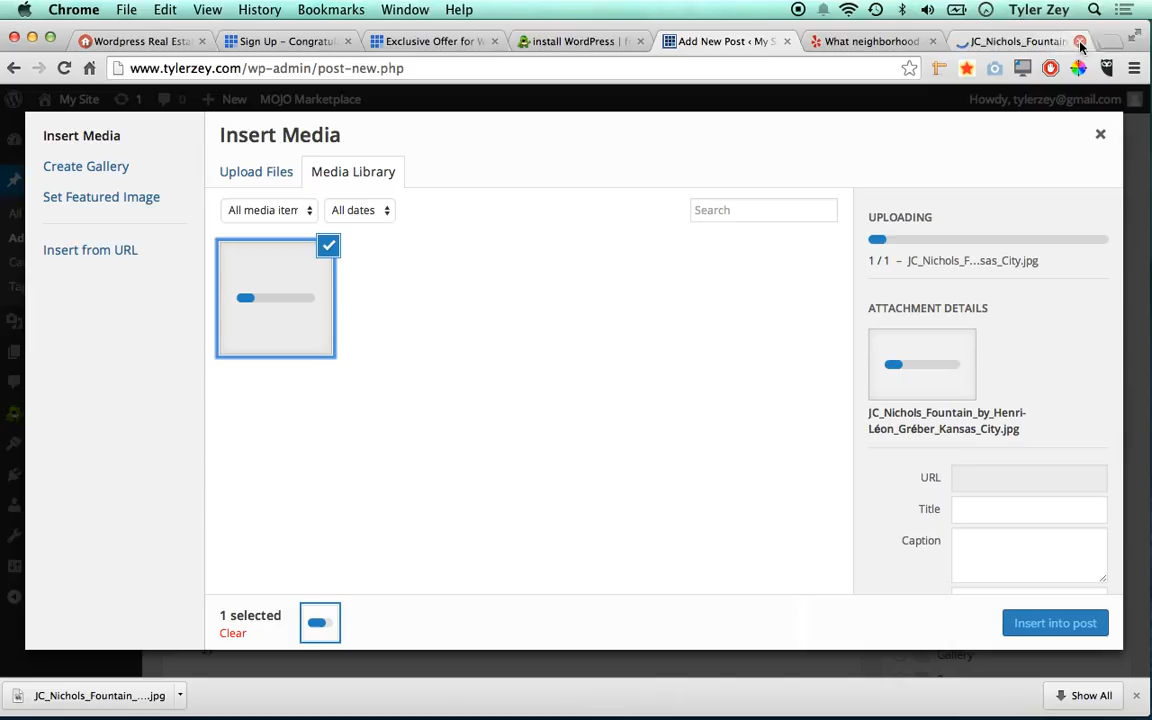 Chrome File Edit View History Bookmarks Window Help Tyler Zey
Wordpress Real Esta
Sign Up – Congratul
Exclusive Offer for W
install WordPress | f
Add New Post ‹ My S
What neighborhood
JC_Nichols_Fountain
www.tylerzey.com/wp-admin/post-new.php
My Site 1 New MOJO Marketplace Howdy, tylerzey@gmail.com
Insert Media
Create Gallery
Set Featured Image
Insert from URL
Insert Media
Upload Files Media Library
All media item All dates Search
UPLOADING
1 / 1 – JC_Nichols_F...sas_City.jpg
ATTACHMENT DETAILS
JC_Nichols_Fountain_by_Henri-
Léon_Gréber_Kansas_City.jpg
URL
Title
Caption
1 selected
Clear
Insert into post
Gallery
JC_Nichols_Fountain_....jpg Show All